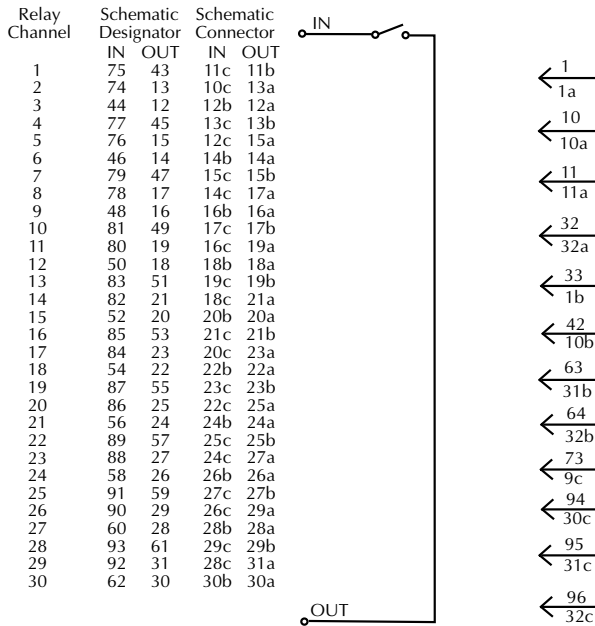 Relay Schematic Schematic
Channel Designator Connector
IN OUT IN OUT
1 75 43 11c 11b
2 74 13 10c 13a
3 44 12 12b 12a
4 77 45 13c 13b
5 76 15 12c 15a
6 46 14 14b 14a
7 79 47 15c 15b
8 78 17 14c 17a
9 48 16 16b 16a
10 81 49 17c 17b
11 80 19 16c 19a
12 50 18 18b 18a
13 83 51 19c 19b
14 82 21 18c 21a
15 52 20 20b 20a
16 85 53 21c 21b
17 84 23 20c 23a
18 54 22 22b 22a
19 87 55 23c 23b
20 86 25 22c 25a
21 56 24 24b 24a
22 89 57 25c 25b
23 88 27 24c 27a
24 58 26 26b 26a
25 91 59 27c 27b
26 90 29 26c 29a
27 60 28 28b 28a
28 93 61 29c 29b
29 92 31 28c 31a
30 62 30 30b 30a
IN
OUT
1
1a
10
10a
11
11a
32
32a
33
1b
42
10b
63
31b
64
32b
73
9c
94
30c
95
31c
96
32c